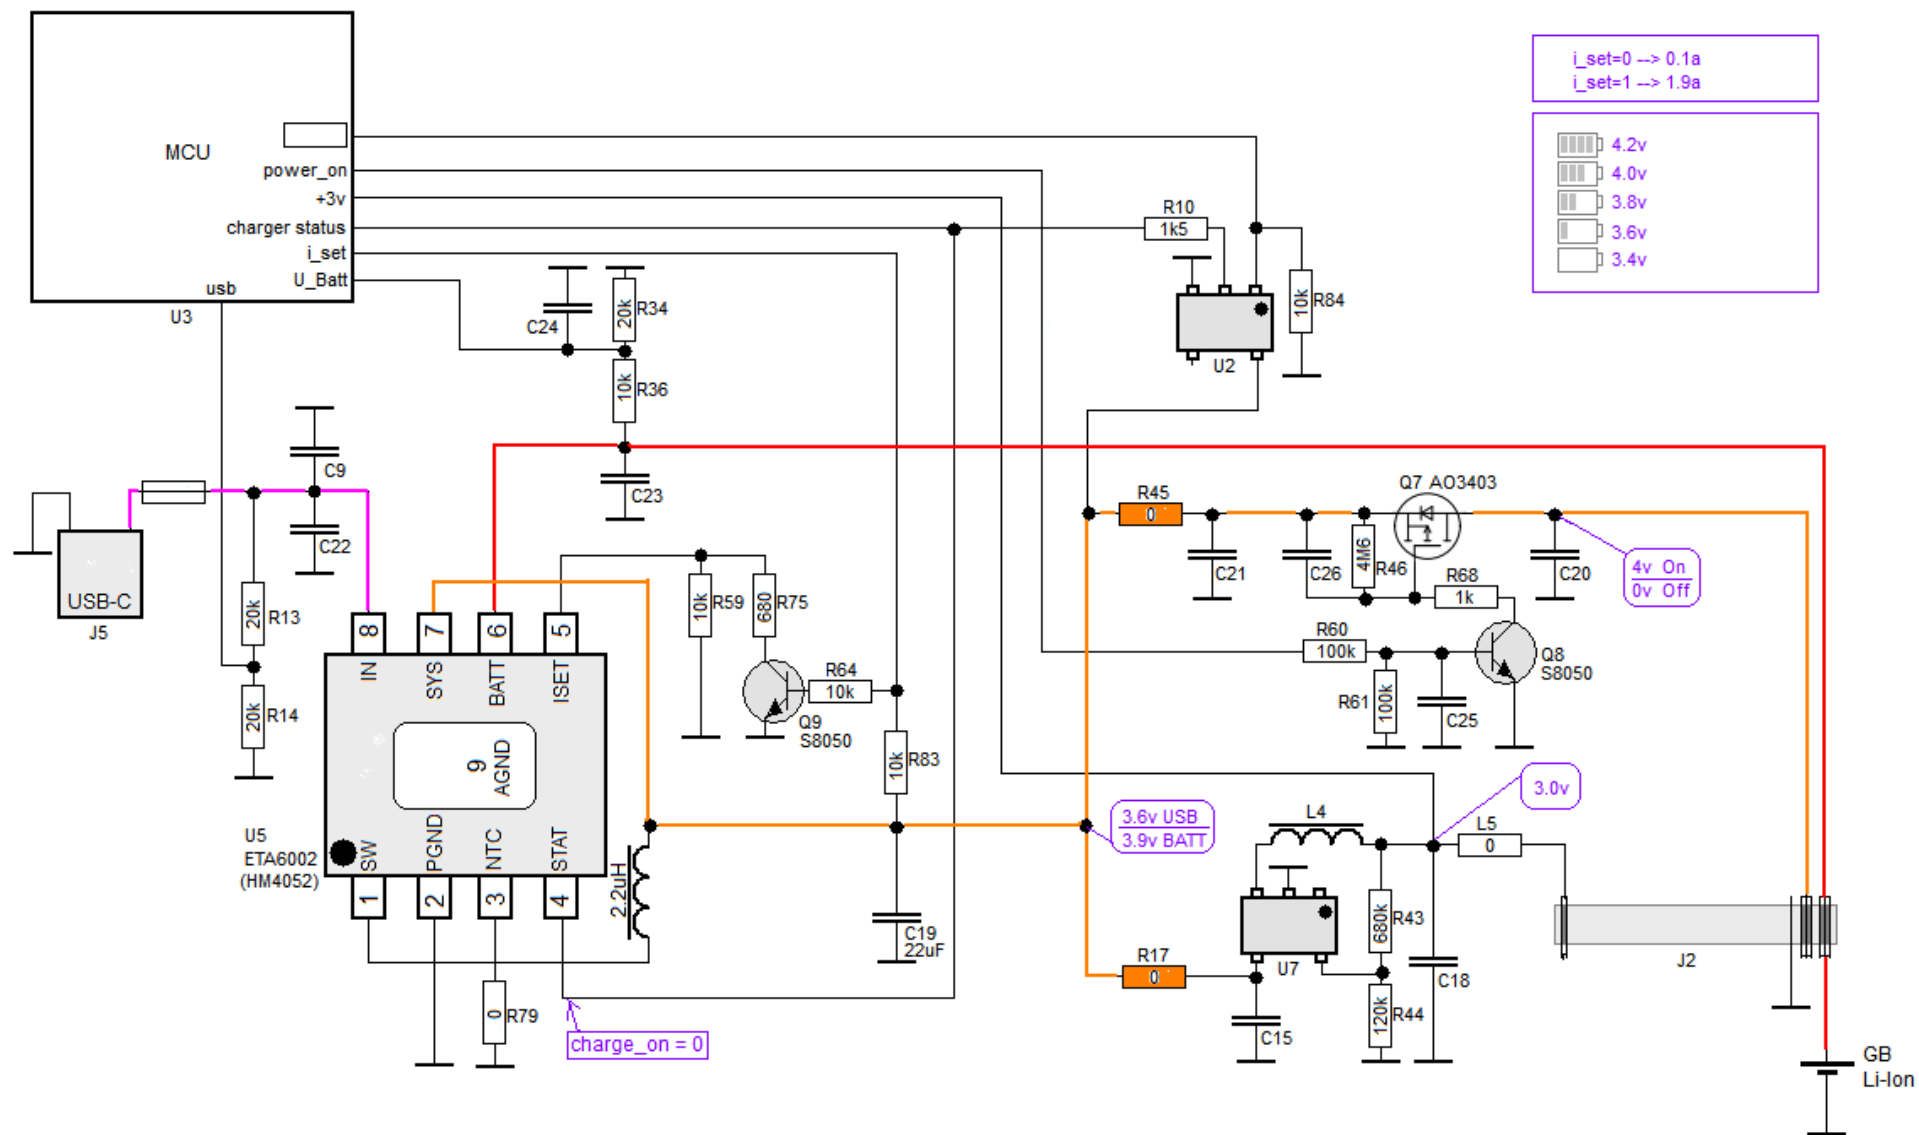 i_set=0 --> 0.1a
i_set=1 --> 1.9a
4.2v
4.0v
3.8v
3.6v
3.4v
MCU
power_on
+3v
charger status
i_set
U_Batt
usb
U3
R10
1k5
10k
R84
U2
C24
20k
R34
10k
R36
C9
C22
C23
USB-C
J5
20k
R13
20k
R14
10k
R59
680
R75
R64
10k
Q9
S8050
10k
R83
8
7
6
5
IN
SYS
BATT
ISET
9
AGND
U5
ETA6002
(HM4052)
SW
PGND
NTC
STAT
1
2
3
4
2.2uH
0
R79
charge_on = 0
C19
22uF
3.6v USB
3.9v BATT
R45
0
C21
C26
4M6
R46
Q7 AO3403
C20
4v On
0v Off
R68
1k
R60
100k
R61
100k
C25
Q8
S8050
3.0v
L4
L5
0
R17
0
U7
680k
R43
120k
R44
C15
C18
J2
GB
Li-Ion